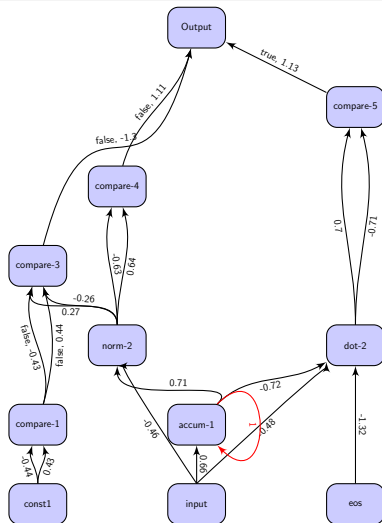 Output
true, 1.13
compare-5
false, -1.3
false, 1.11
compare-4
-0.63
0.64
0.7
-0.71
compare-3
-0.26
0.27
false, -0.43
false, 0.44
norm-2
dot-2
0.71
-0.72
-0.46
1
-0.48
compare-1
accum-1
-1.32
-0.44
0.43
0.66
const1
input
eos